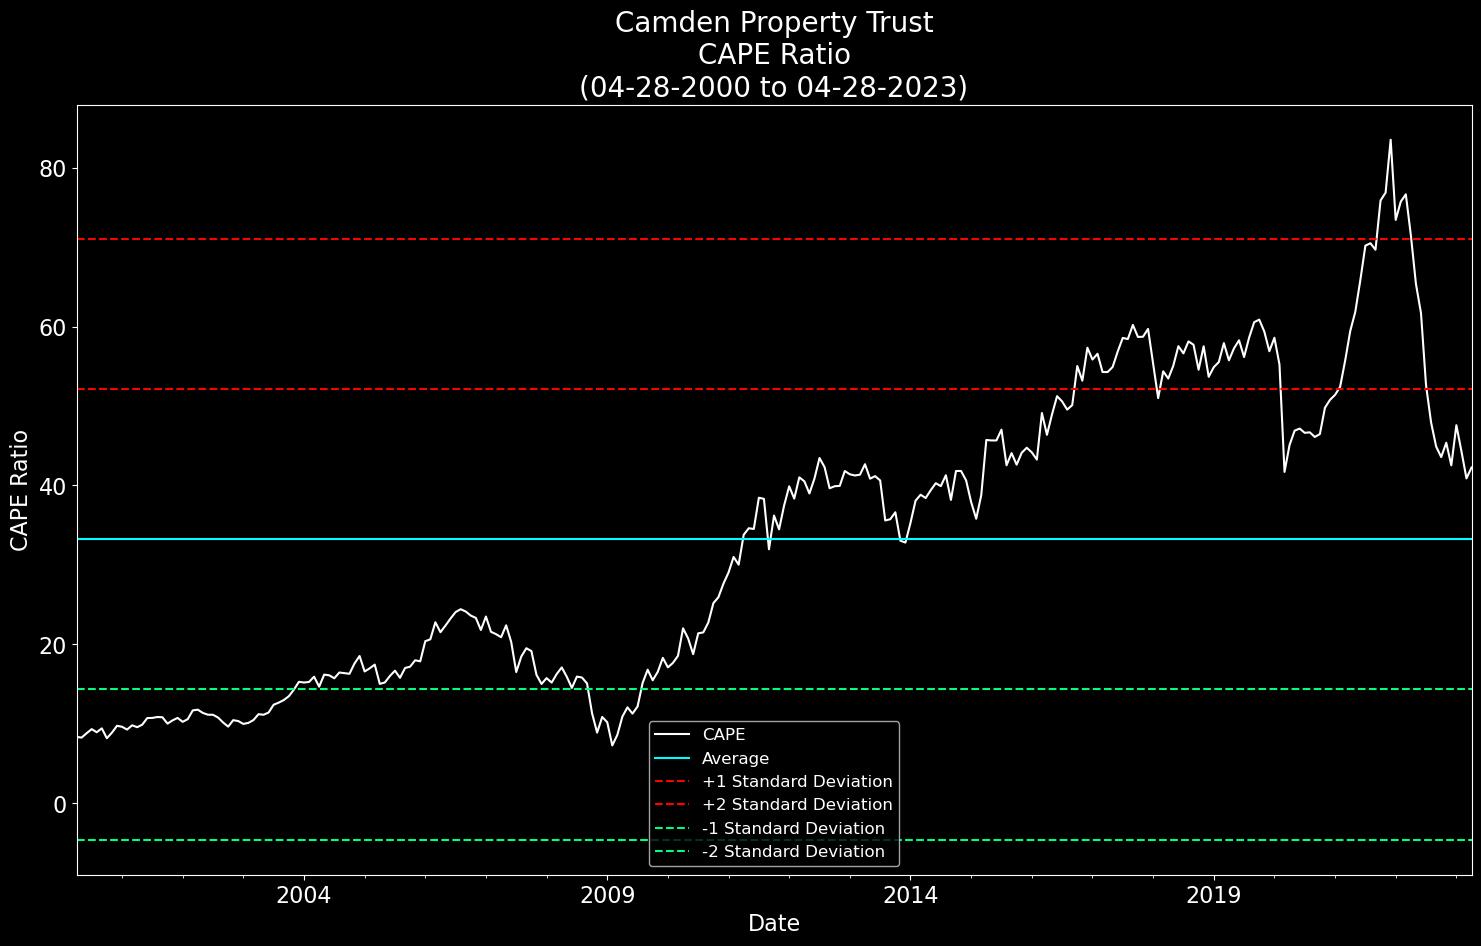 Camden Property Trust
CAPE Ratio
(04-28-2000 to 04-28-2023)
80
60
40
20
0
CAPE Ratio
CAPE
Average
+1 Standard Deviation
+2 Standard Deviation
-1 Standard Deviation
-2 Standard Deviation
2004 2009 2014 2019
Date